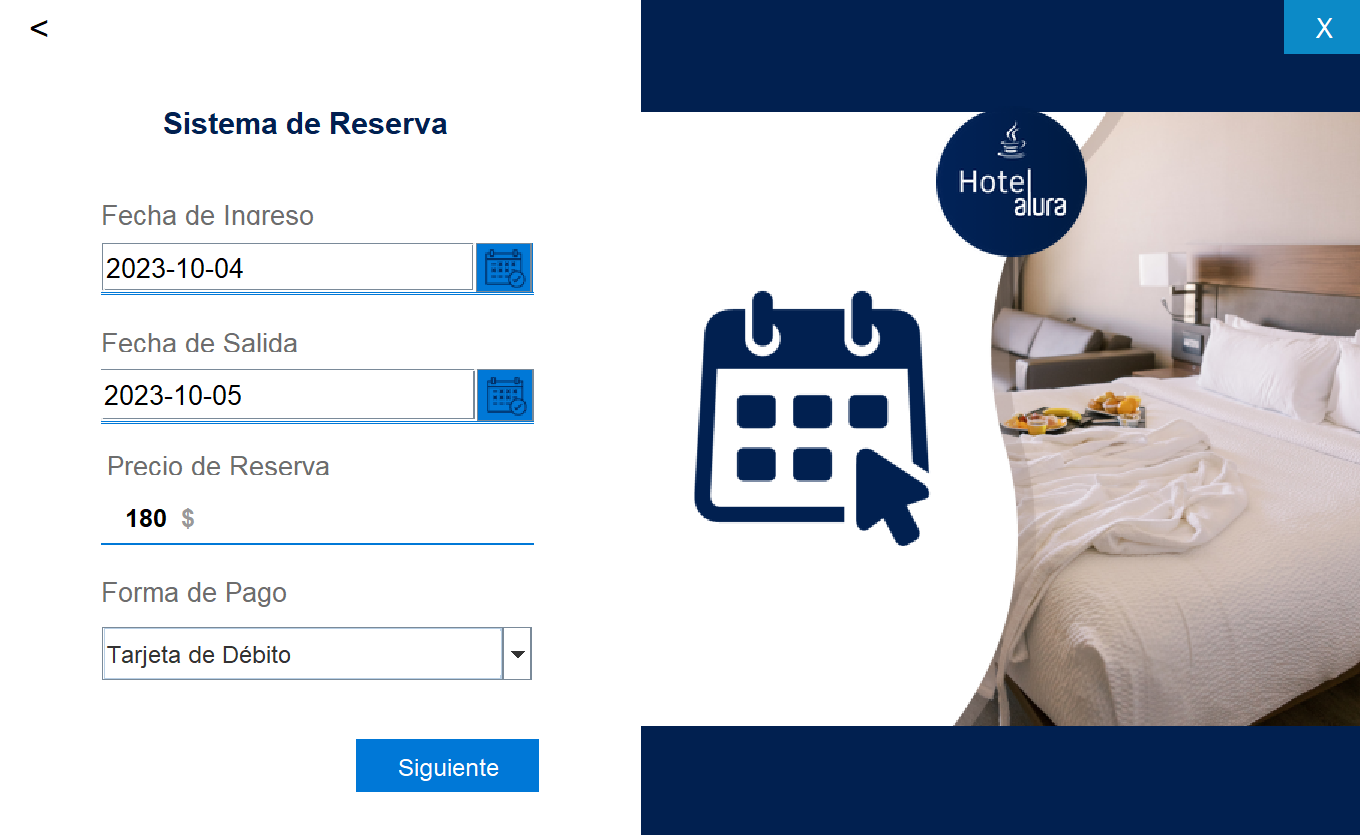 <
X
Sistema de Reserva
Fecha de Ingreso
2023-10-04
Fecha de Salida
2023-10-05
Precio de Reserva
180 $
Forma de Pago
Tarjeta de Débito
Siguiente
Hotel
alura